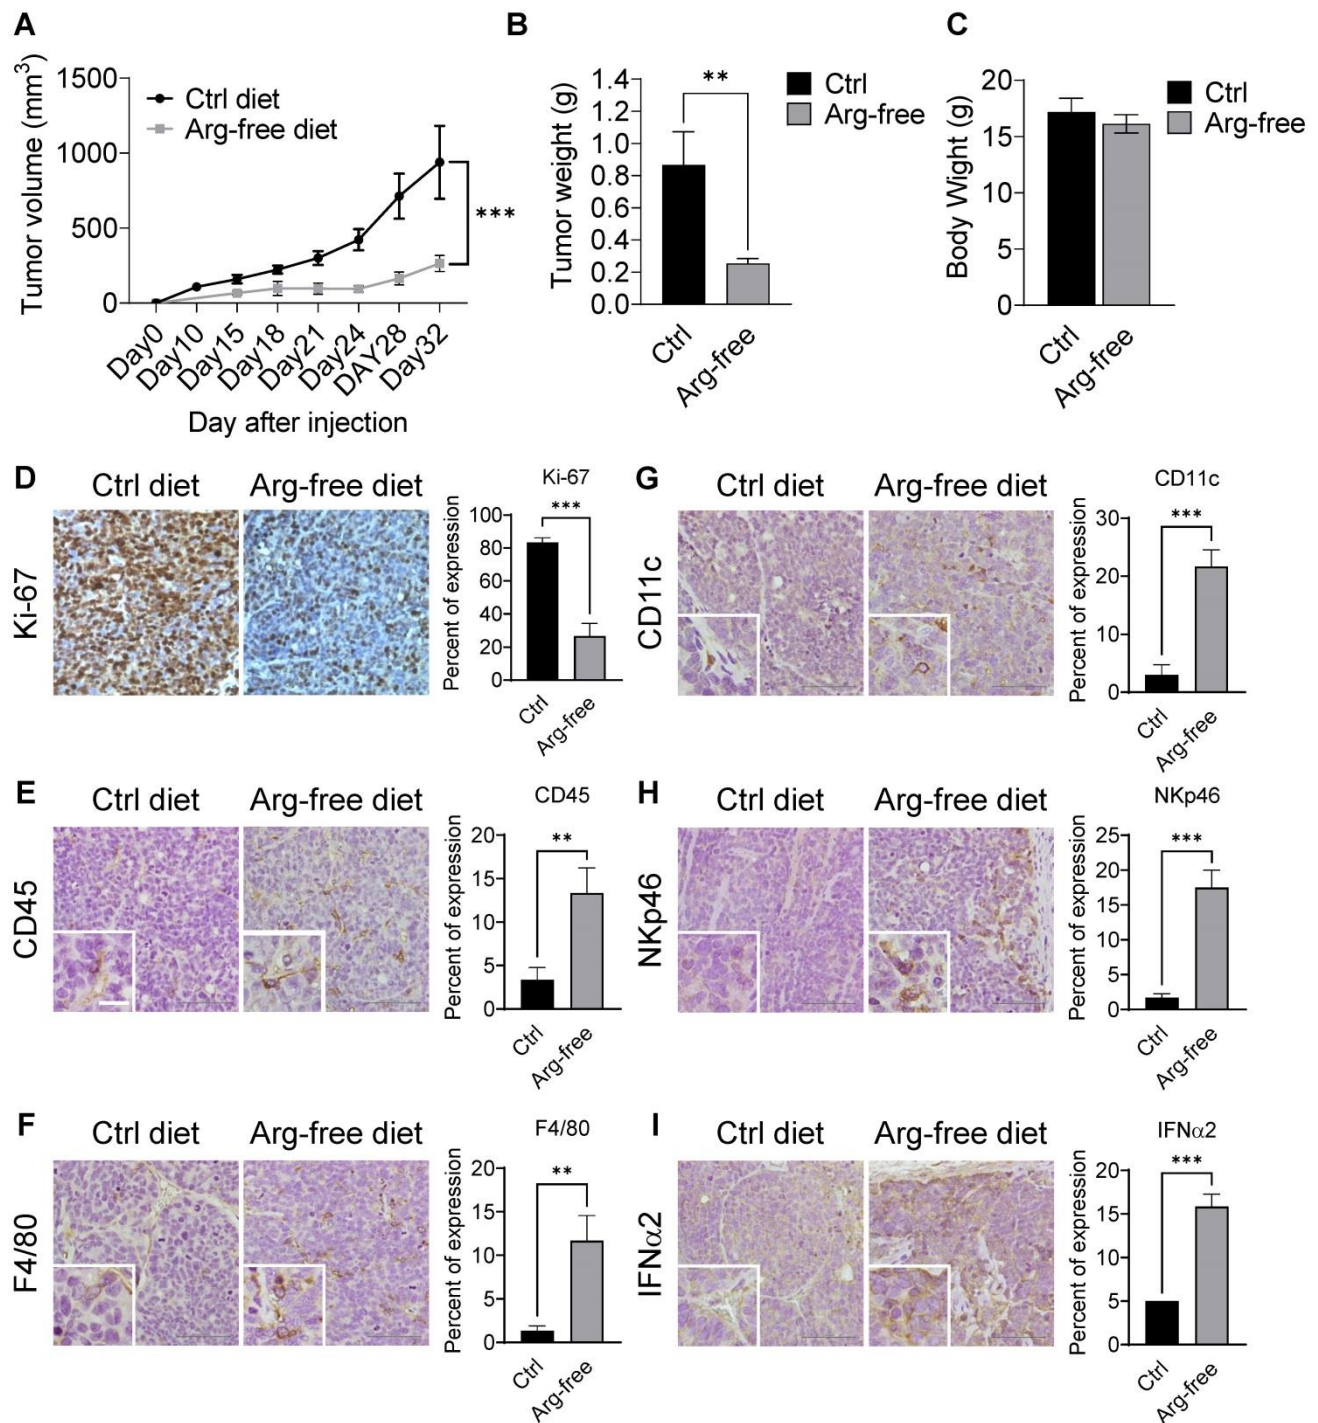 A
Tumor volume (mm3)
1500
1000
500
0
Ctrl diet
Arg-free diet
***
Day0
Day10
Day15
Day18
Day21
Day24
DAY28
Day32
Day after injection
B
Tumor weight (g)
1.4
1.2
1.0
0.8
0.6
0.4
0.2
0.0
**
Ctrl
Arg-free
Ctrl
Arg-free
C
Body Wight (g)
20
15
10
5
0
Ctrl
Arg-free
Ctrl
Arg-free
D
Ctrl diet
Arg-free diet
Ki-67
Ki-67
Percent of expression
100
80
60
40
20
0
***
Ctrl
Arg-free
G
Ctrl diet
Arg-free diet
CD11c
CD11c
Percent of expression
30
20
10
0
***
Ctrl
Arg-free
E
Ctrl diet
Arg-free diet
CD45
CD45
Percent of expression
20
15
10
5
0
**
Ctrl
Arg-free
H
Ctrl diet
Arg-free diet
NKp46
NKp46
Percent of expression
25
20
15
10
5
0
***
Ctrl
Arg-free
F
Ctrl diet
Arg-free diet
F4/80
F4/80
Percent of expression
20
15
10
5
0
**
Ctrl
Arg-free
I
Ctrl diet
Arg-free diet
IFNα2
IFNα2
Percent of expression
20
15
10
5
0
***
Ctrl
Arg-free